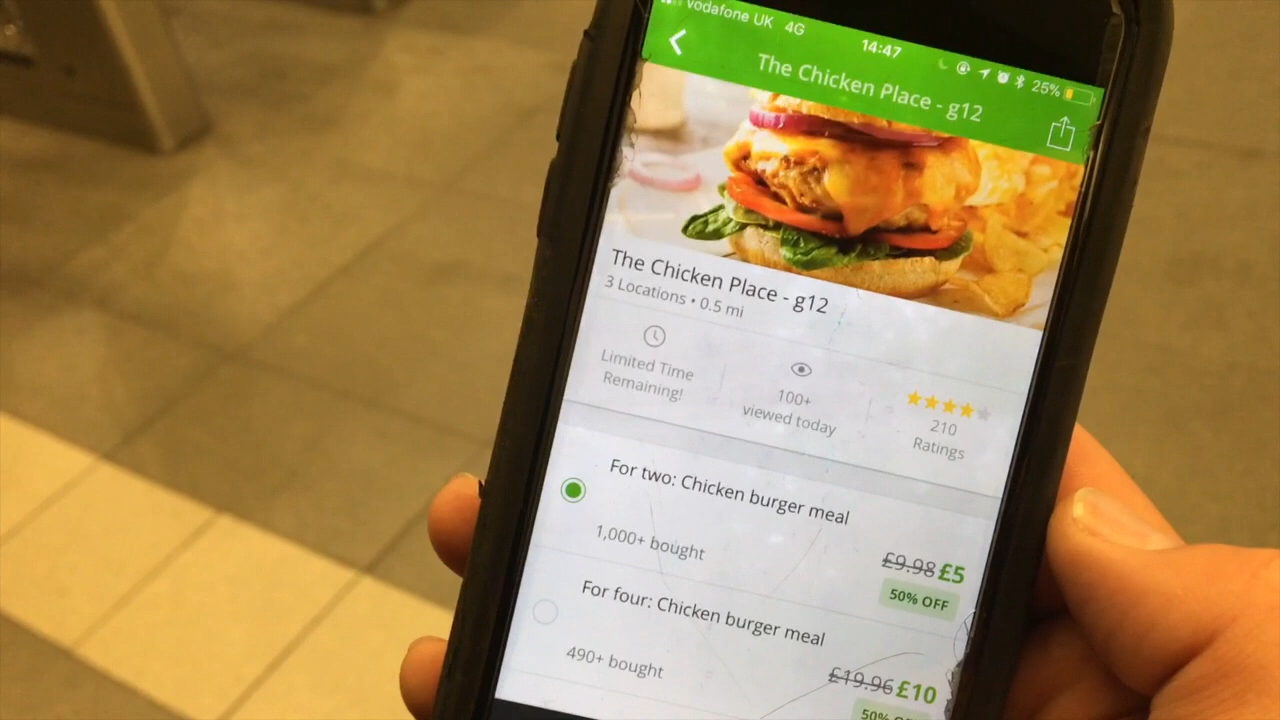 vodafone UK 4G 14:47 25%
The Chicken Place - g12
The Chicken Place - g12
3 Locations • 0.5 mi
Limited Time
Remaining!
100+
viewed today
210
Ratings
For two: Chicken burger meal
1,000+ bought
£9.98 £5
50% OFF
For four: Chicken burger meal
490+ bought
£19.96 £10
50% OFF